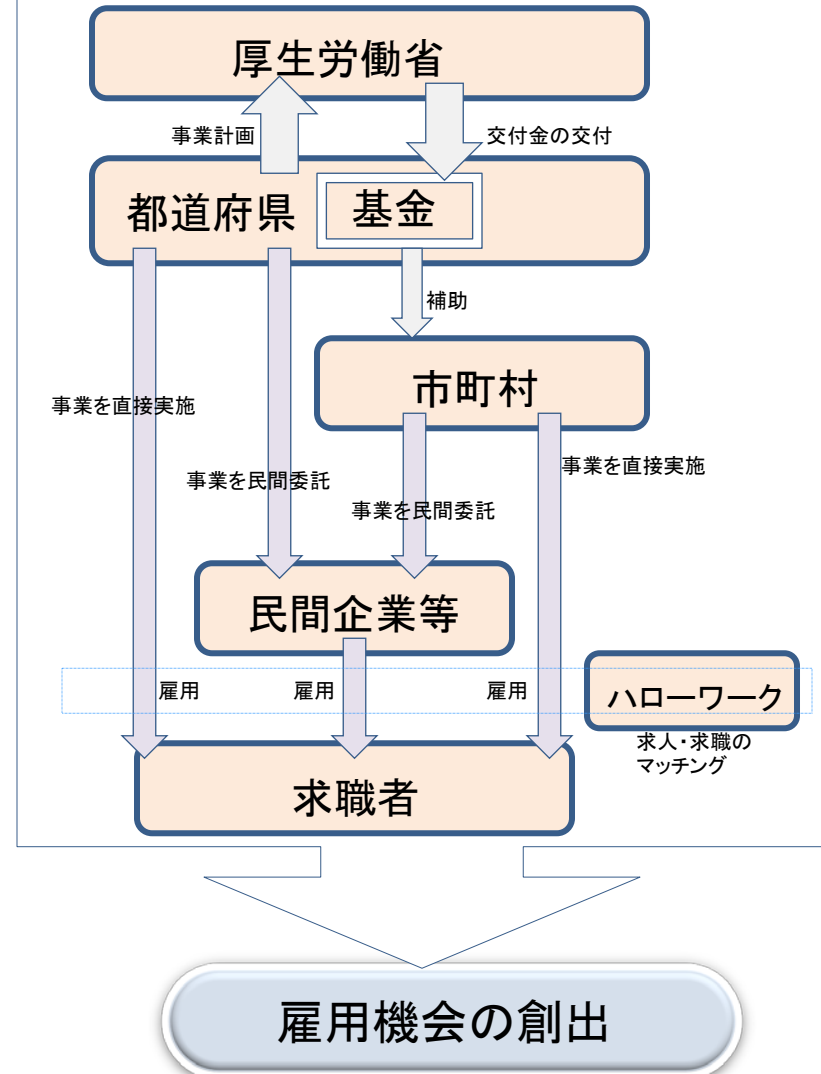 厚生労働省
事業計画
交付金の交付
都道府県
基金
補助
市町村
事業を直接実施
事業を直接実施
事業を民間委託
事業を民間委託
民間企業等
雇用
雇用
雇用
ハローワーク
求人・求職の
マッチング
求職者
雇用機会の創出